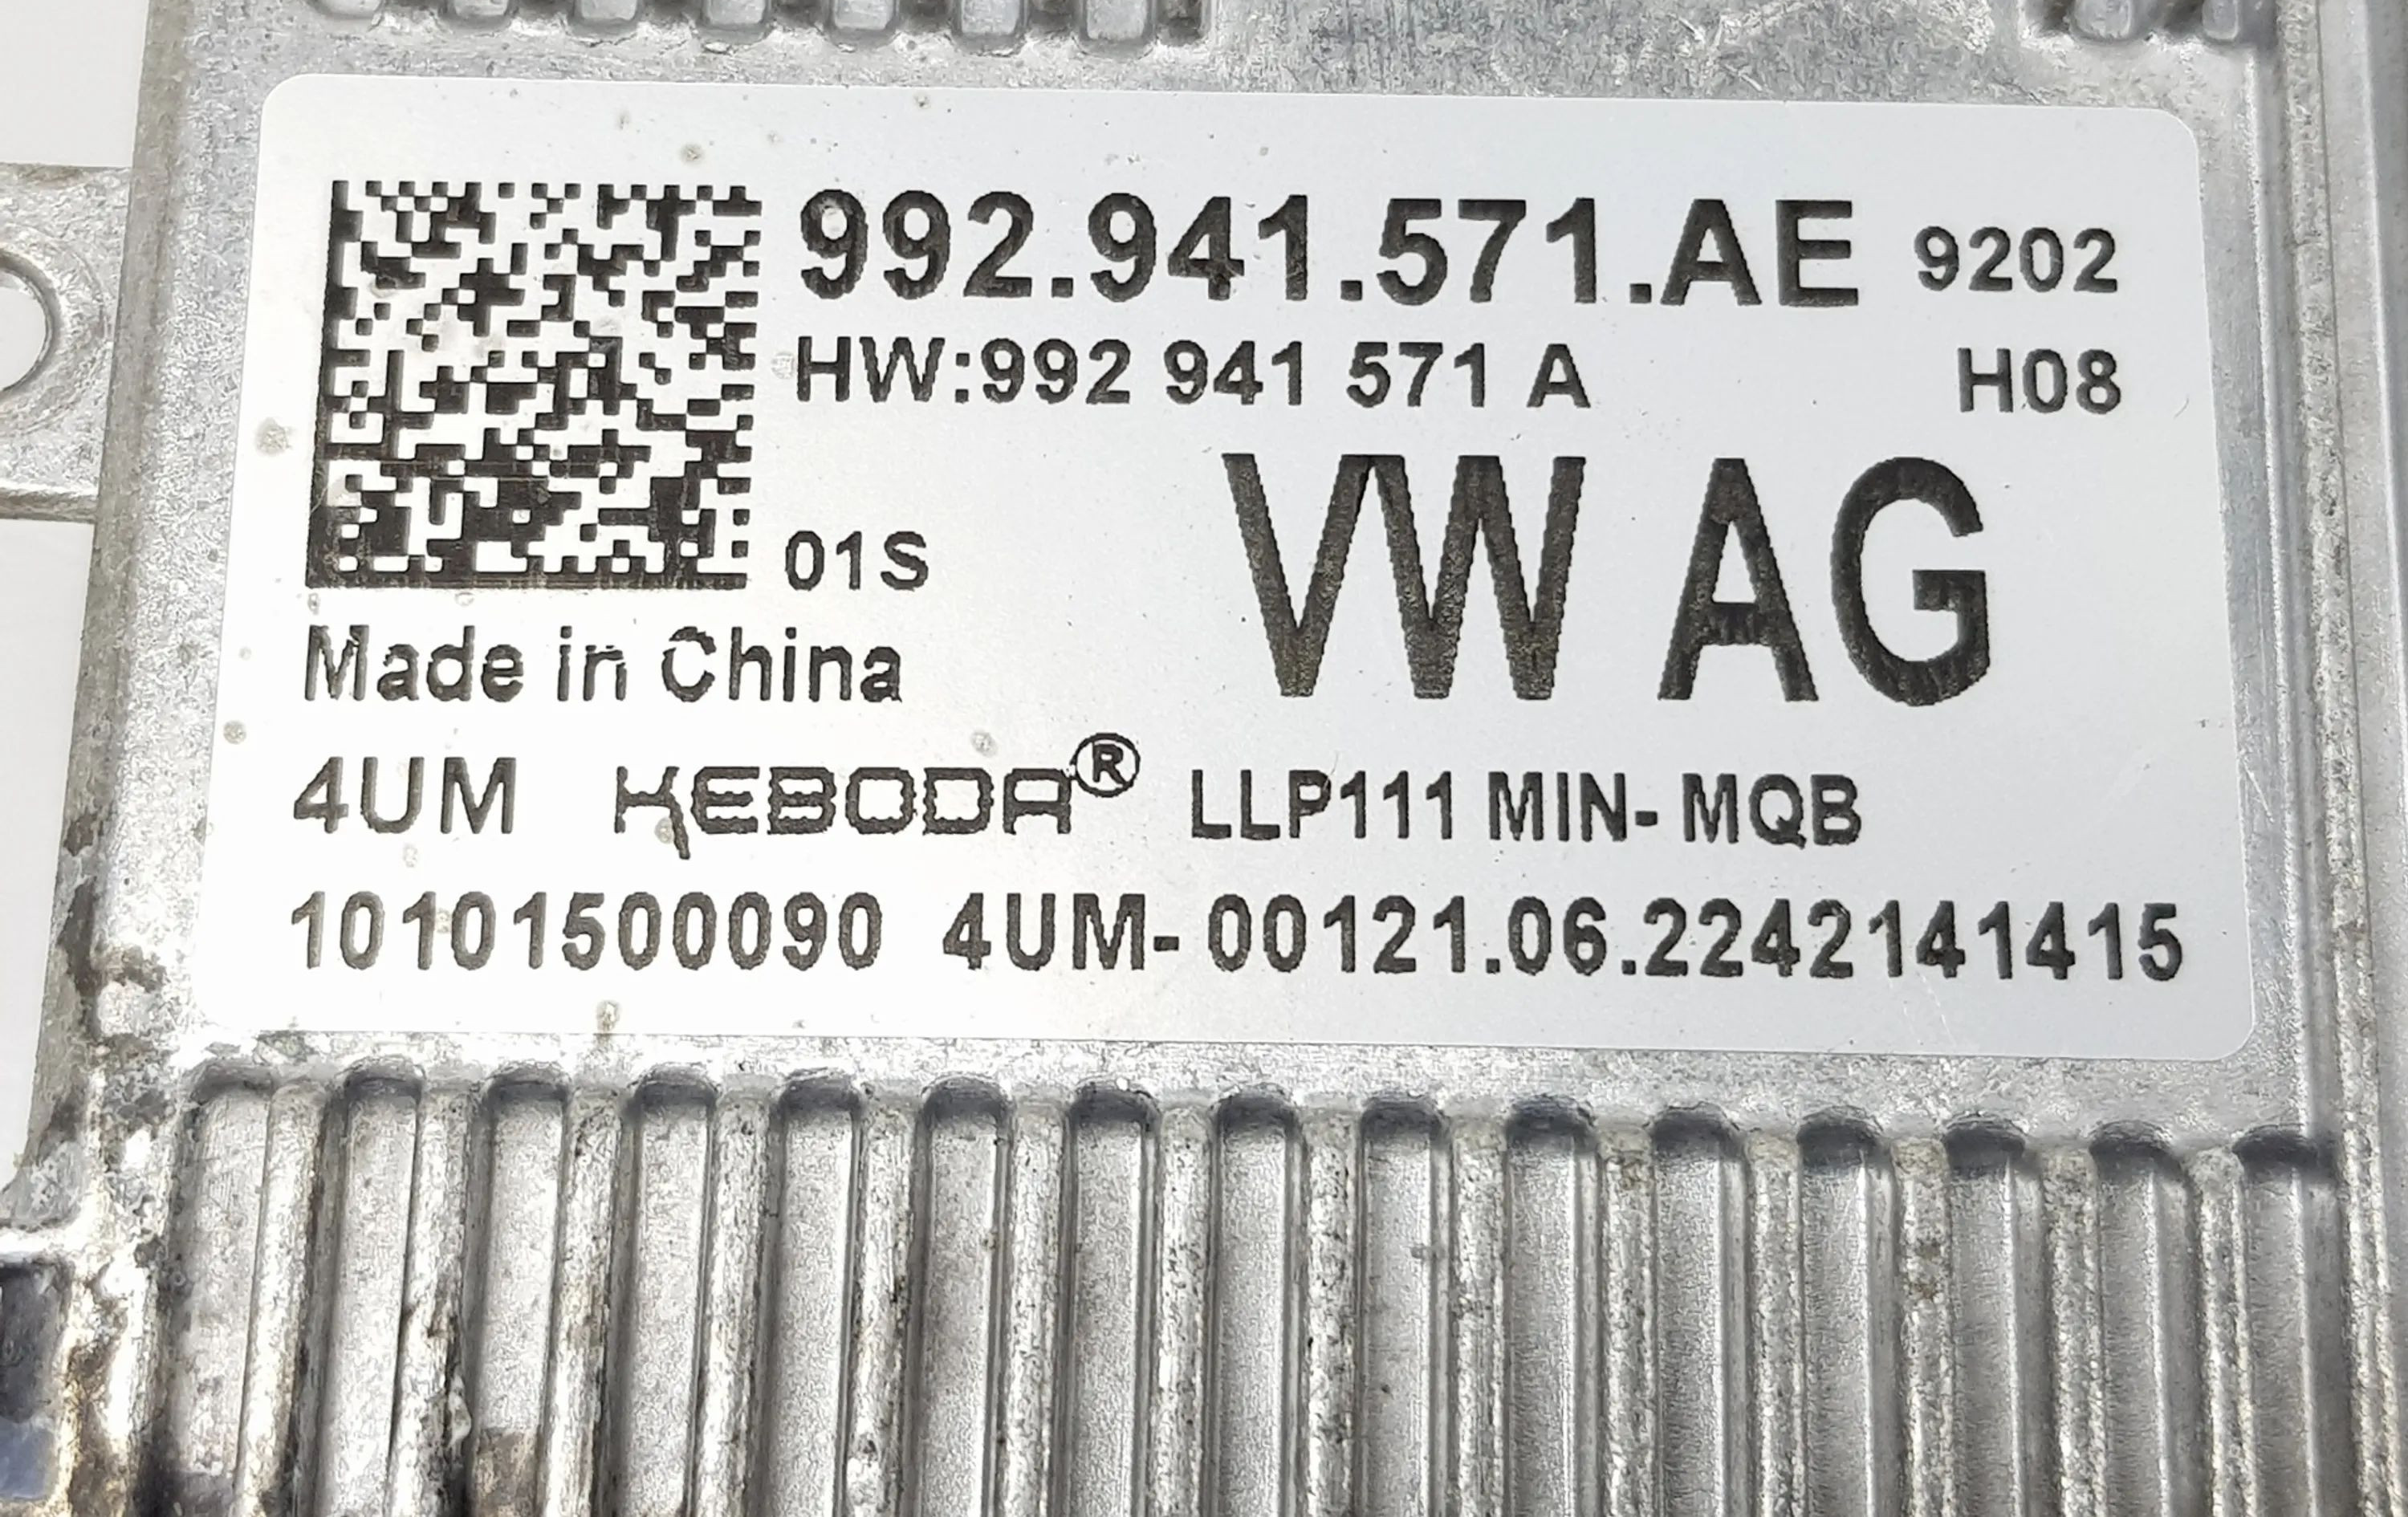 992.941.571.AE 9202
HW:992 941 571 A H08
VW AG
01S
Made in China
4UM KEBODA® LLP111 MIN- MQB
10101500090 4UM- 00121.06.2242141415